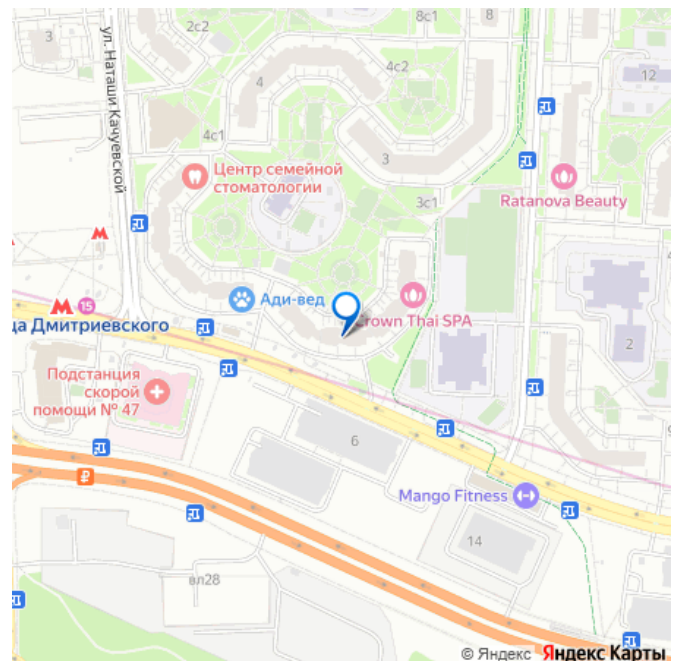 8с1
8
2с2
3
ул. Наташи Качуевской
4
4с2
12
4с1
3
Центр семейной
стоматологии
3с1
Ratanova Beauty
М
М
15
ца Дмитриевского
Ади-вед
Crown Thai SPA
2
Подстанция
скорой
помощи № 47
6
9
₽
Mango Fitness
14
вл28
© Яндекс Яндекс Карты